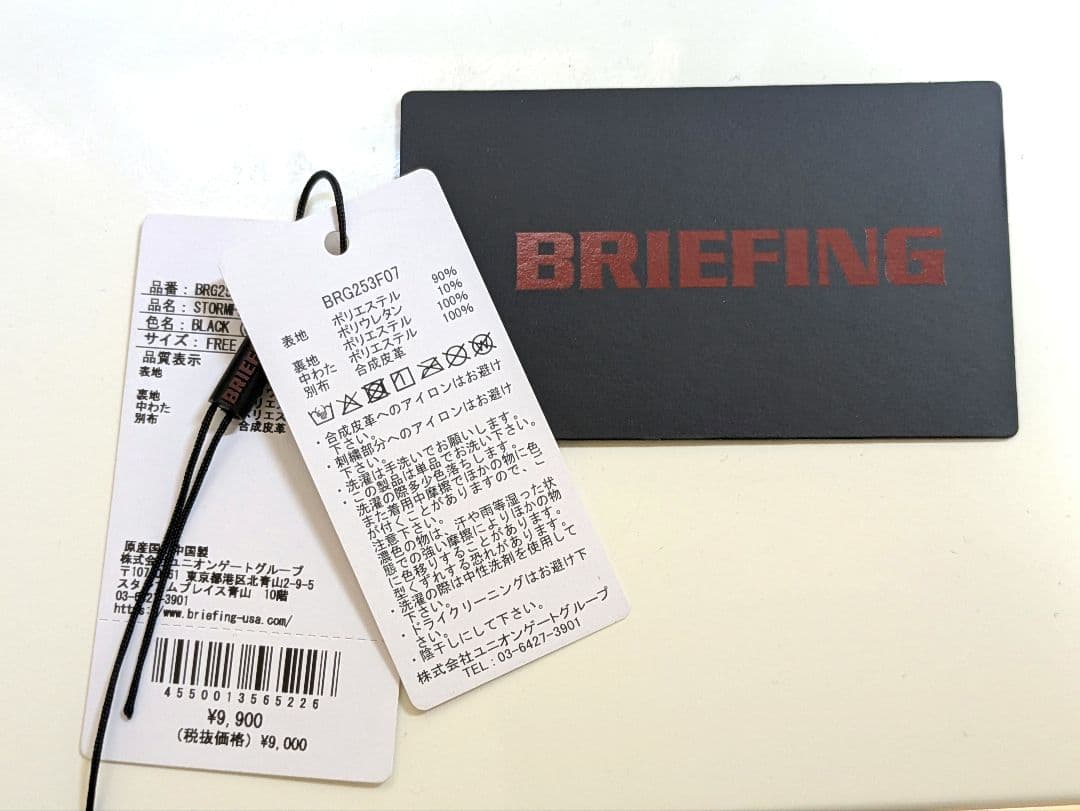 BRIEFING
品番:BRG25
品名:STORM
色名:BLACK (
サイズ:FREE
品質表示
表地
裏地
中わた
別布
合成皮革
BRIEF
原産国 中国製
株式会社ユニオンゲートグループ
〒107 東京都港区北青山2-9-5
スタ ムプレイス青山 10階
03-6427-3901
www.briefing-usa.com/
4550013565226
¥9,900
(税抜価格) ¥9,000
BRG253F07
表地 ポリエステル 90%
ポリウレタン 10%
裏地 ポリエステル 100%
中わた ポリエステル 100%
別布 合成皮革
・合成皮革へのアイロンはお避け
下さい。
・刺繍部分へのアイロンはお避け
下さい。
・洗濯は手洗いでお願いします。
・この製品は単品でお洗い下さい。
洗濯の際多少色落ちします。
また着用中摩擦でほかの物に色
が付くことがありますので、ご
注意下さい。
濃色の物は、汗や雨等湿った状
態での強い摩擦によりほかの物
に色移りすることがあります。
型くずれする恐れがあります。
・洗濯の際は中性洗剤を使用して
下さい。
・ドライクリーニングはお避け下
さい。
・陰干しにして下さい。
株式会社ユニオンゲートグループ
TEL:03-6427-3901